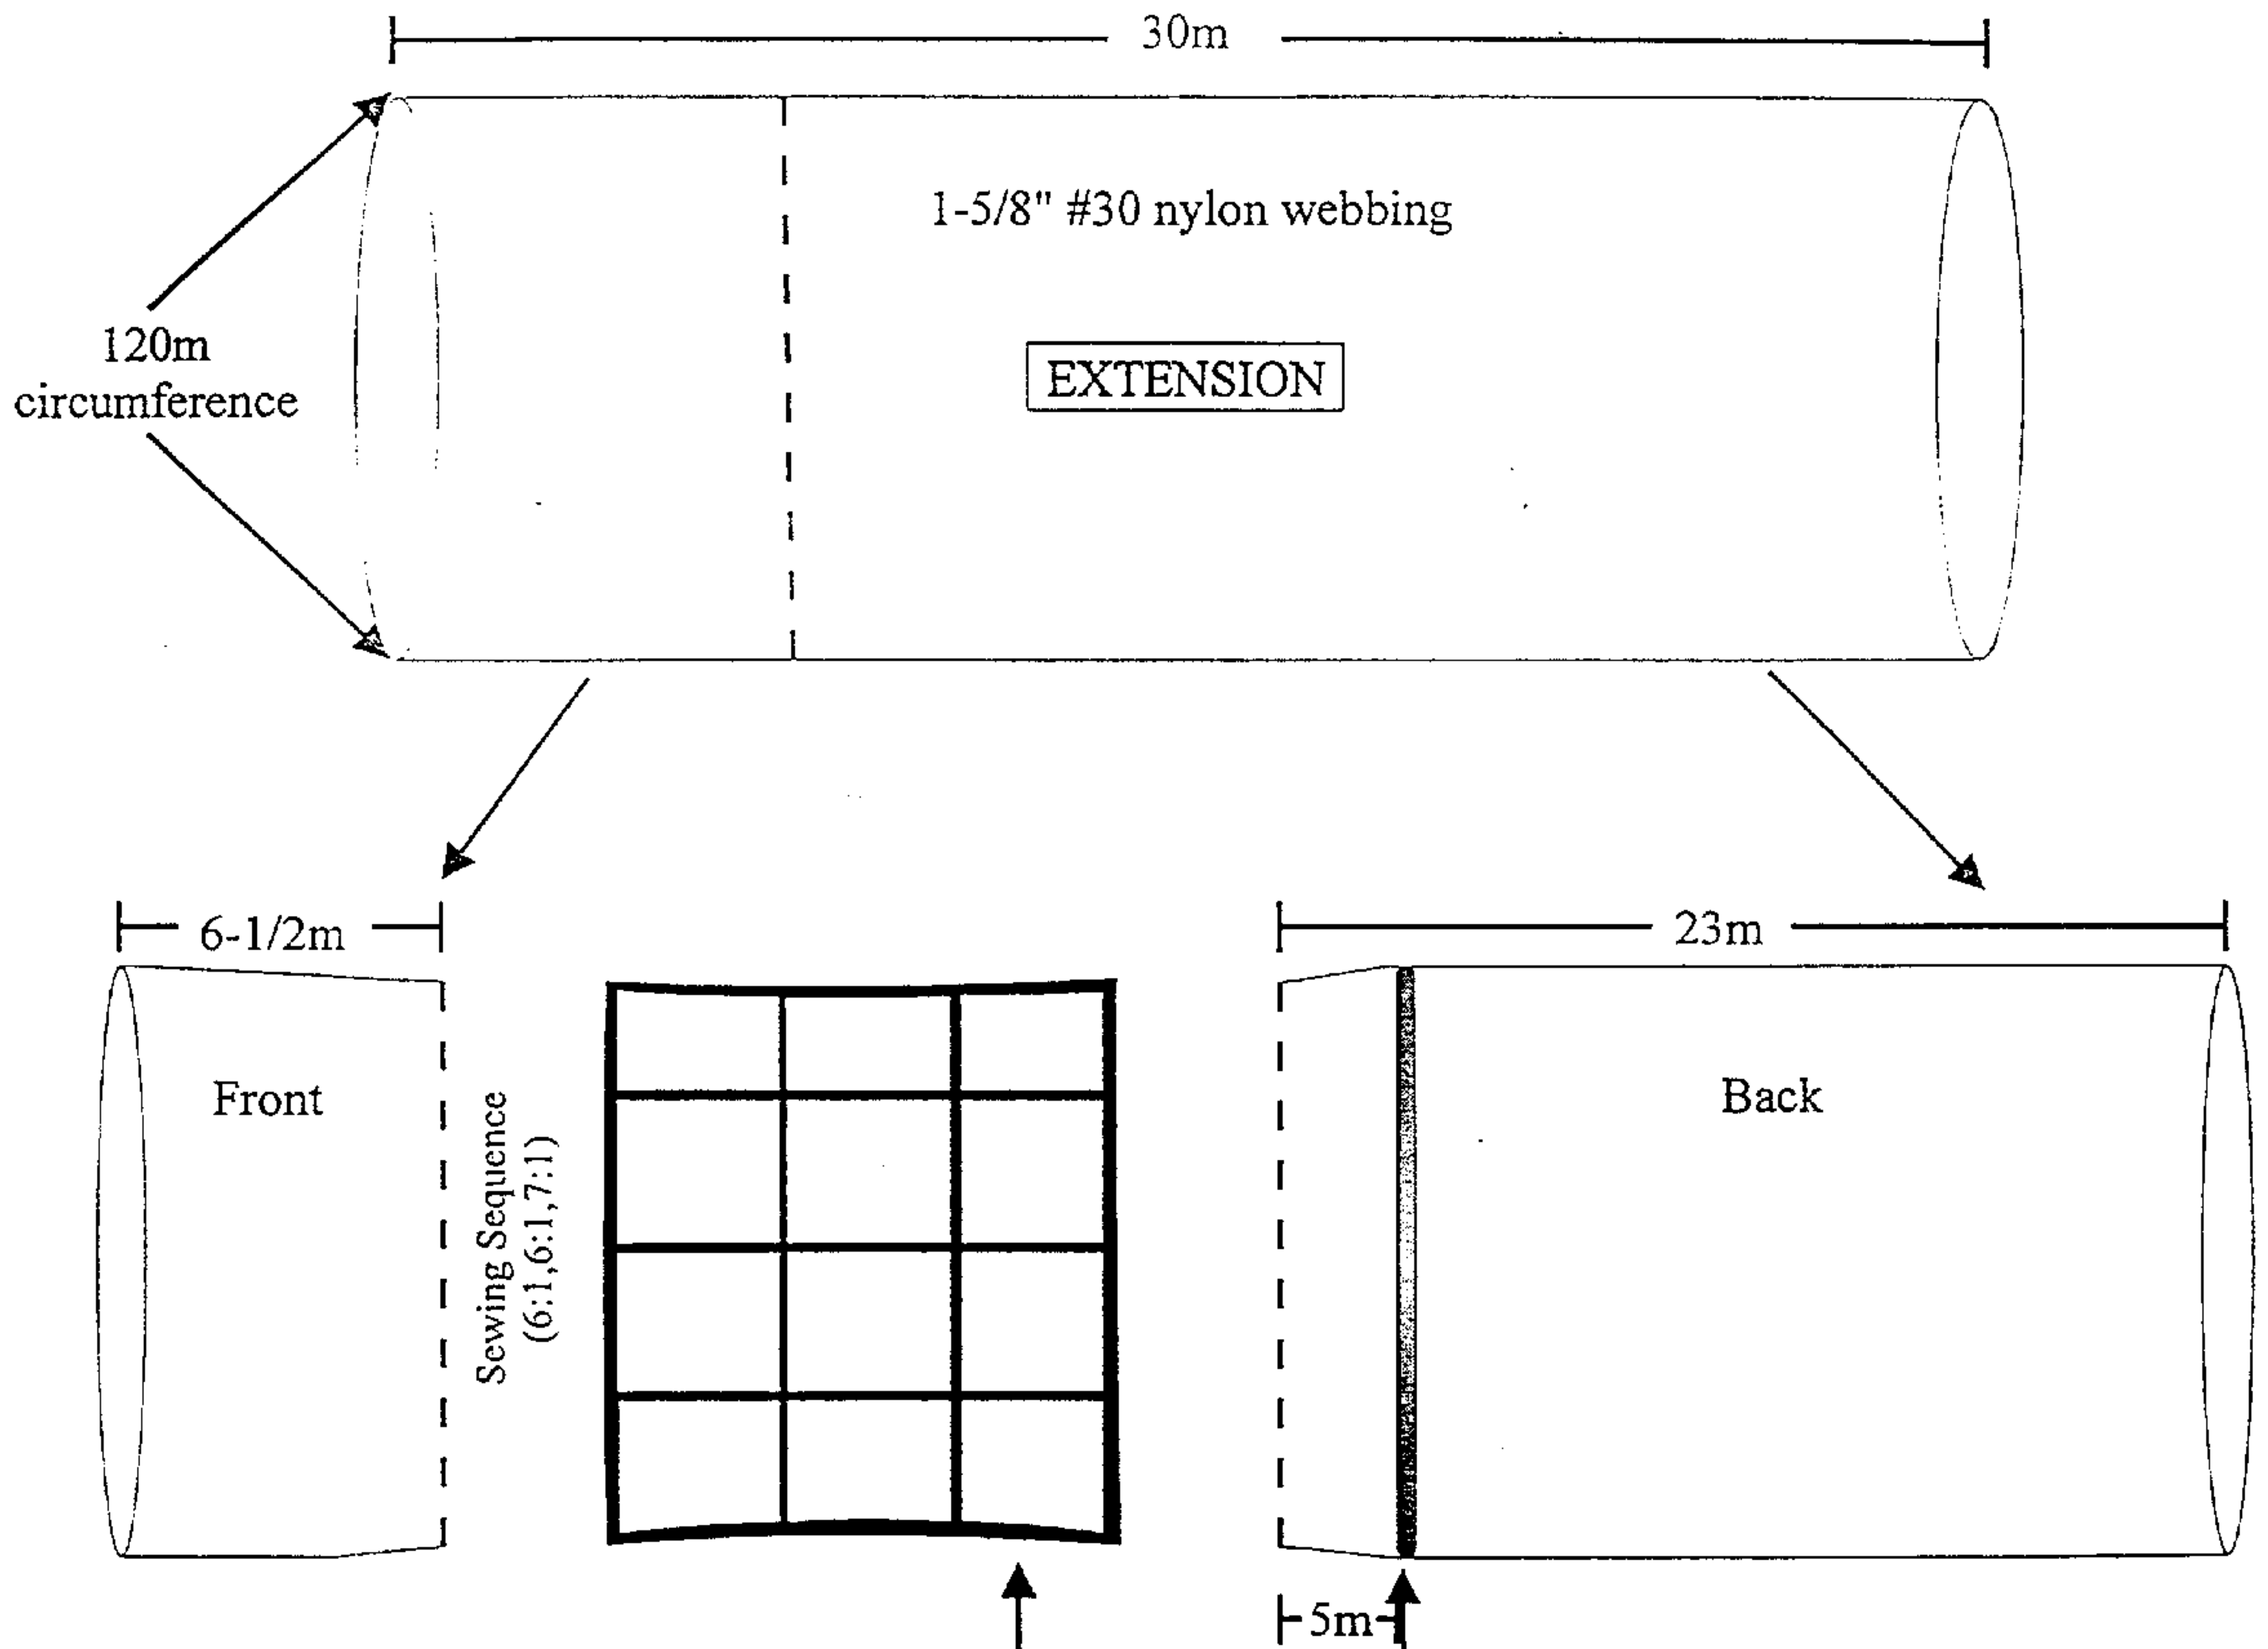 30m
1-5/8" #30 nylon webbing
EXTENSION
120m
circumference
6-1/2m
23m
Front
Sewing Sequence
(6:1,6:1,7:1)
Back
5m